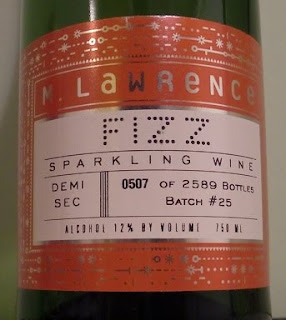 M. LaWRence
FIZZ
SPARKLING WINE
DEMI SEC
0507 OF 2589 BOTTLES
BATCH #25
ALCOHOL 12% BY VOLUME 750 ML